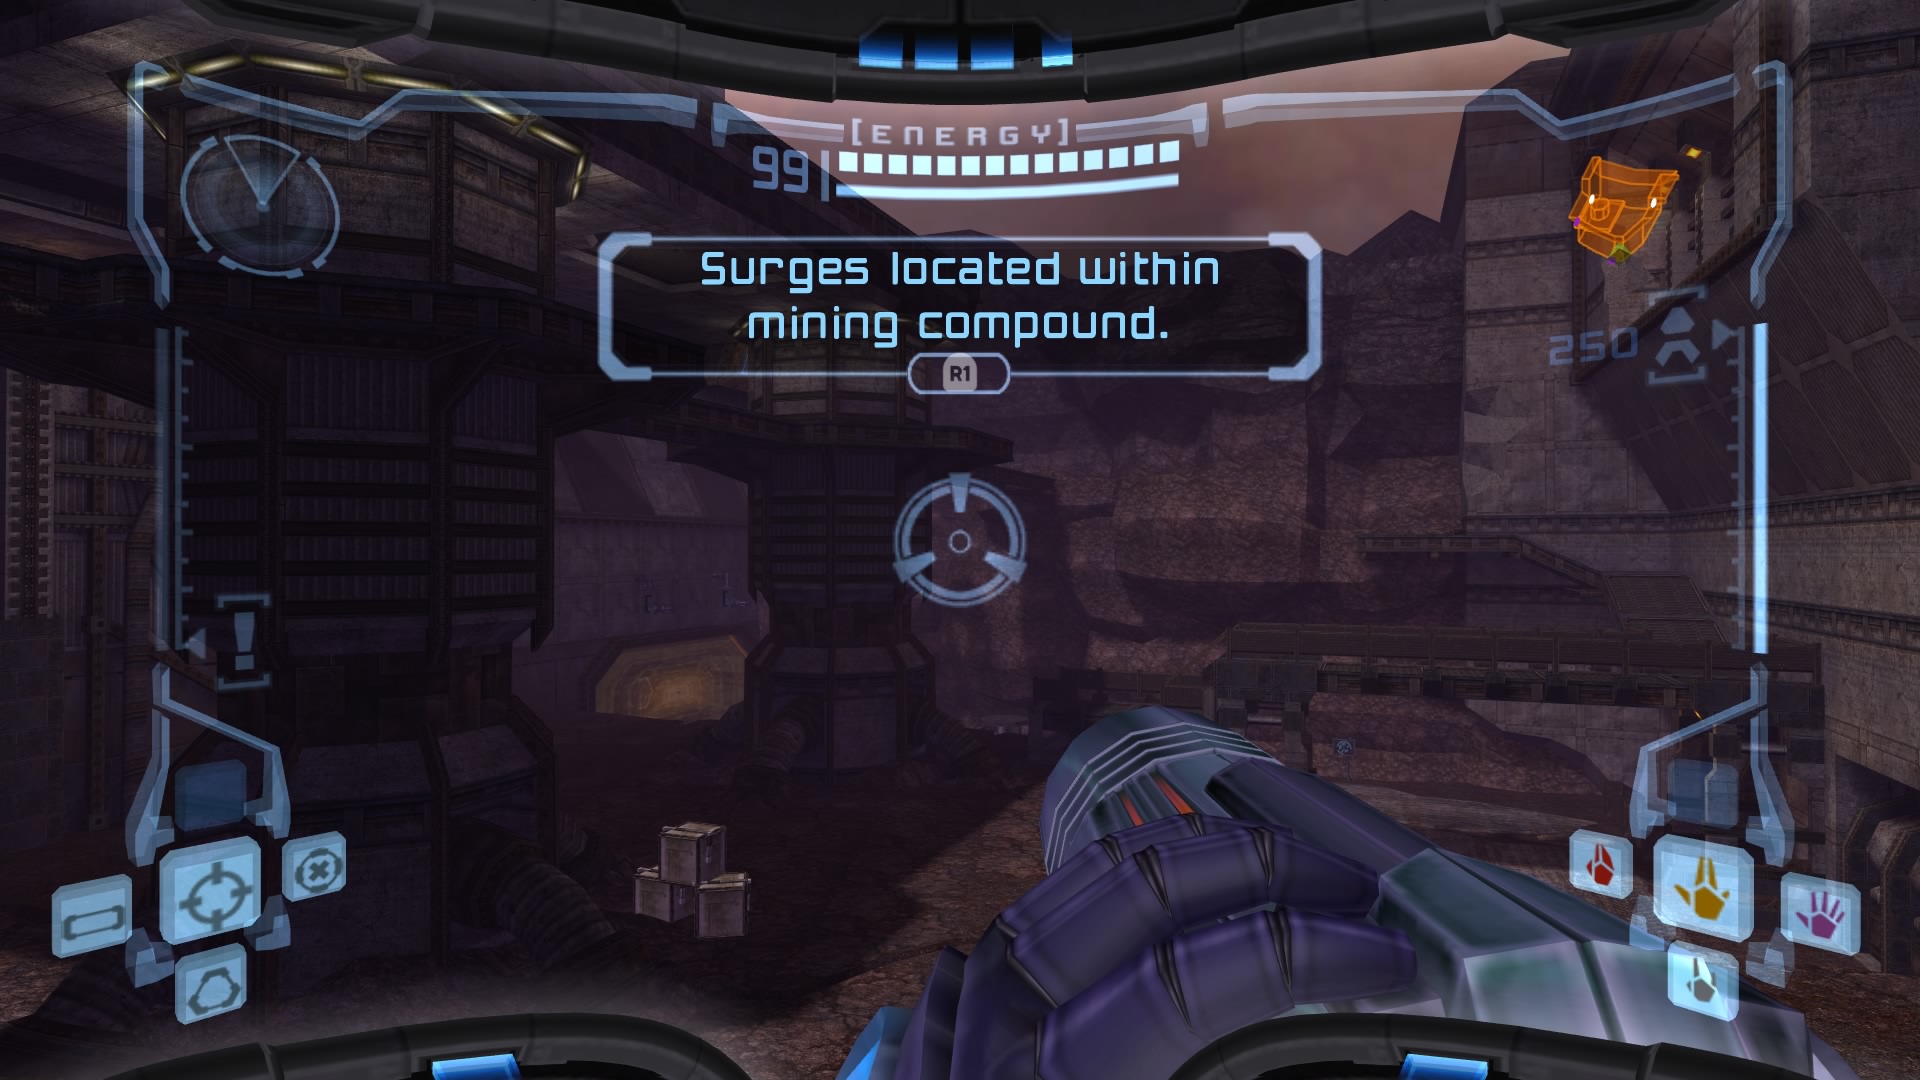 [ENERGY]
99
Surges located within
mining compound.
R1
250